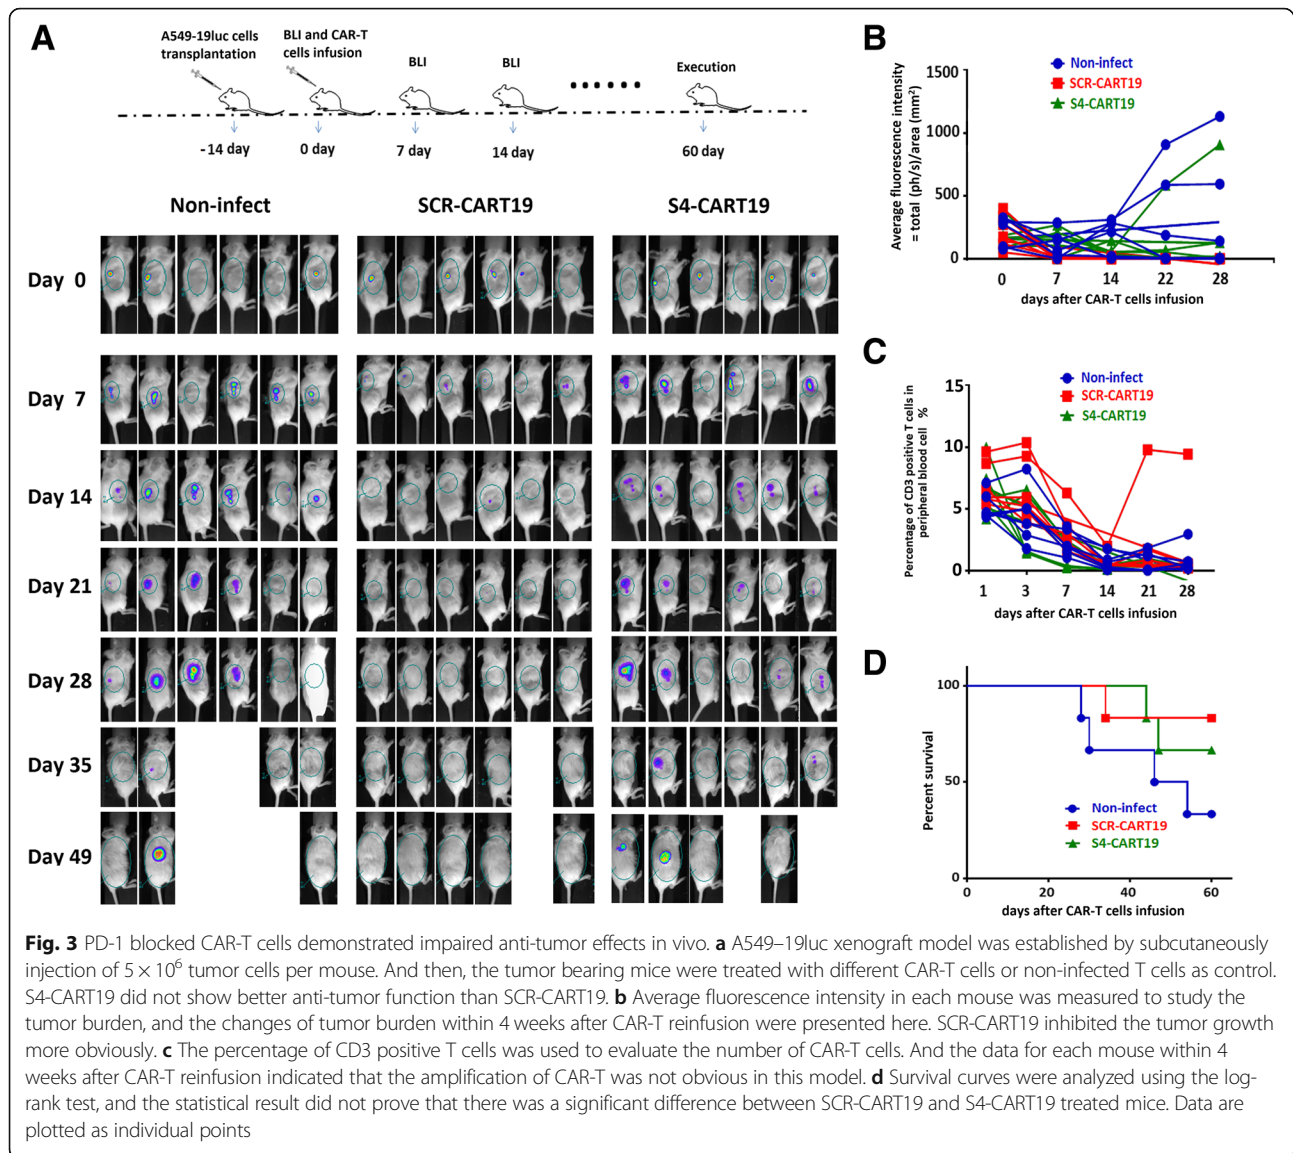 A
A549-19luc cells
transplantation
BLI and CAR-T
cells infusion
BLI
BLI
Execution
-14 day
0 day
7 day
14 day
60 day
Non-infect
SCR-CART19
S4-CART19
Day 0
Day 7
Day 14
Day 21
Day 28
Day 35
Day 49
B
Average fluorescence intensity
= total (ph/s)/area (mm²)
1500
1000
500
0
Non-infect
SCR-CART19
S4-CART19
0 7 14 22 28
days after CAR-T cells infusion
C
Percentage of CD3 positive T cells in
peripheral blood cell %
15
10
5
0
Non-infect
SCR-CART19
S4-CART19
1 3 7 14 21 28
days after CAR-T cells infusion
D
Percent survival
100
50
0
Non-infect
SCR-CART19
S4-CART19
0 20 40 60
days after CAR-T cells infusion
Fig. 3 PD-1 blocked CAR-T cells demonstrated impaired anti-tumor effects in vivo. a A549–19luc xenograft model was established by subcutaneously
injection of 5 × 10⁶ tumor cells per mouse. And then, the tumor bearing mice were treated with different CAR-T cells or non-infected T cells as control.
S4-CART19 did not show better anti-tumor function than SCR-CART19. b Average fluorescence intensity in each mouse was measured to study the
tumor burden, and the changes of tumor burden within 4 weeks after CAR-T reinfusion were presented here. SCR-CART19 inhibited the tumor growth
more obviously. c The percentage of CD3 positive T cells was used to evaluate the number of CAR-T cells. And the data for each mouse within 4
weeks after CAR-T reinfusion indicated that the amplification of CAR-T was not obvious in this model. d Survival curves were analyzed using the log-
rank test, and the statistical result did not prove that there was a significant difference between SCR-CART19 and S4-CART19 treated mice. Data are
plotted as individual points